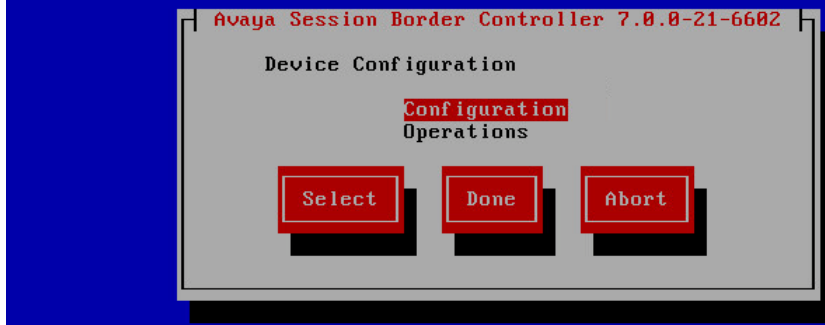 Avaya Session Border Controller 7.0.0-21-6602
Device Configuration
Configuration
Operations
Select Done Abort